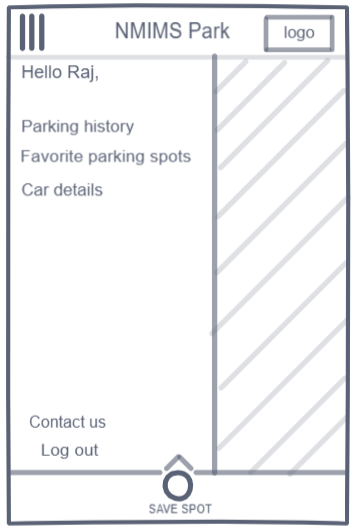 NMIMS Park
logo
Hello Raj,
Parking history
Favorite parking spots
Car details
Contact us
Log out
SAVE SPOT